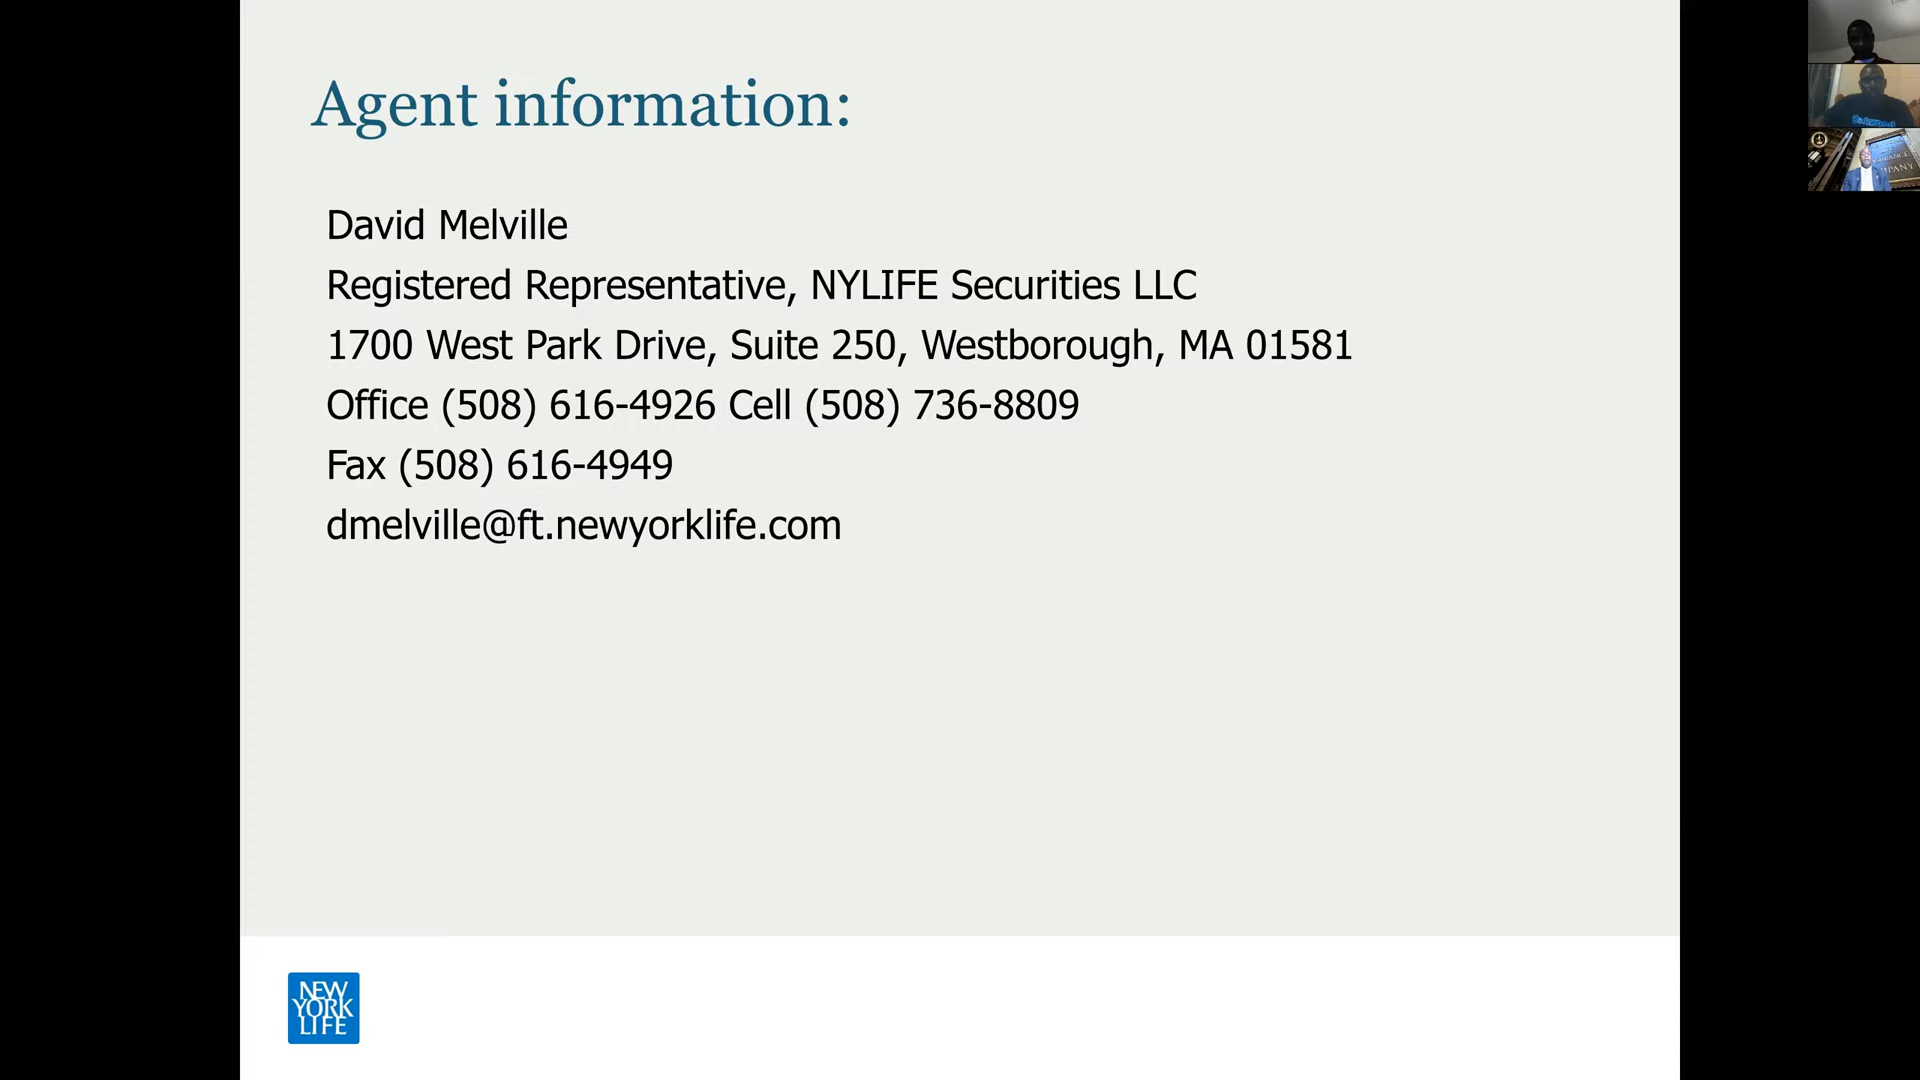 Agent information:
David Melville
Registered Representative, NYLIFE Securities LLC
1700 West Park Drive, Suite 250, Westborough, MA 01581
Office (508) 616-4926 Cell (508) 736-8809
Fax (508) 616-4949
dmelville@ft.newyorklife.com
NEW
YORK
LIFE